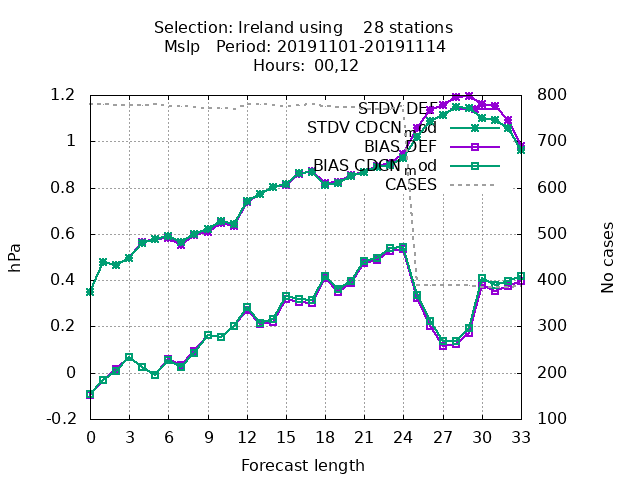 Selection: Ireland using 28 stations
Mslp Period: 20191101-20191114
Hours: 00,12
1.2
1
0.8
0.6
0.4
0.2
0
-0.2
hPa
800
700
600
500
400
300
200
100
No cases
STDV DEF
STDV CDCN_mod
BIAS DEF
BIAS CDCN_mod
CASES
0 3 6 9 12 15 18 21 24 27 30 33
Forecast length